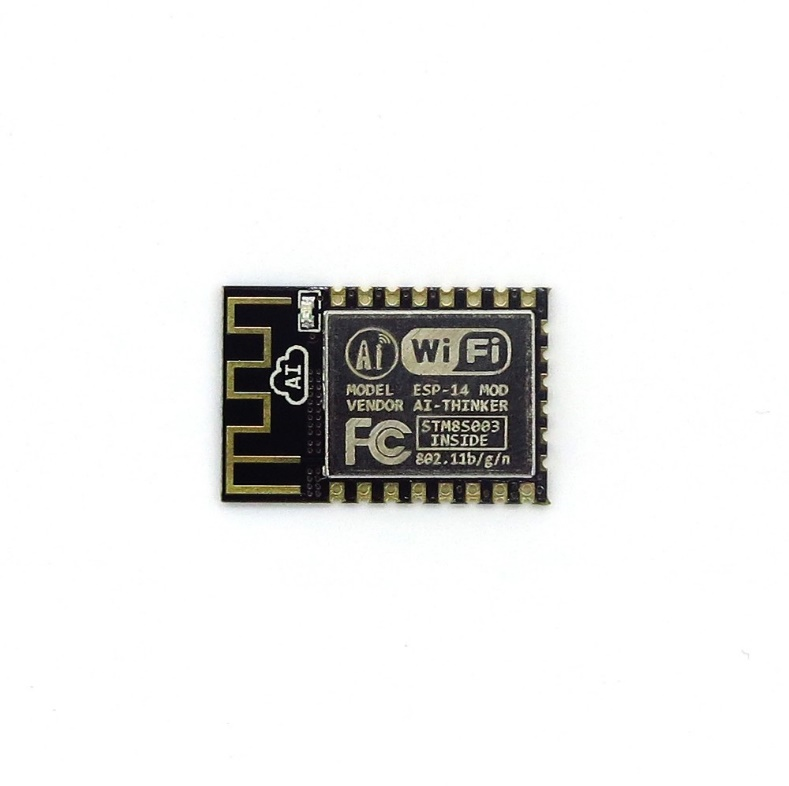 AI
Ai WiFi
MODEL ESP-14 MOD
VENDOR AI-THINKER
FC STM8S003
INSIDE
802.11b/g/n